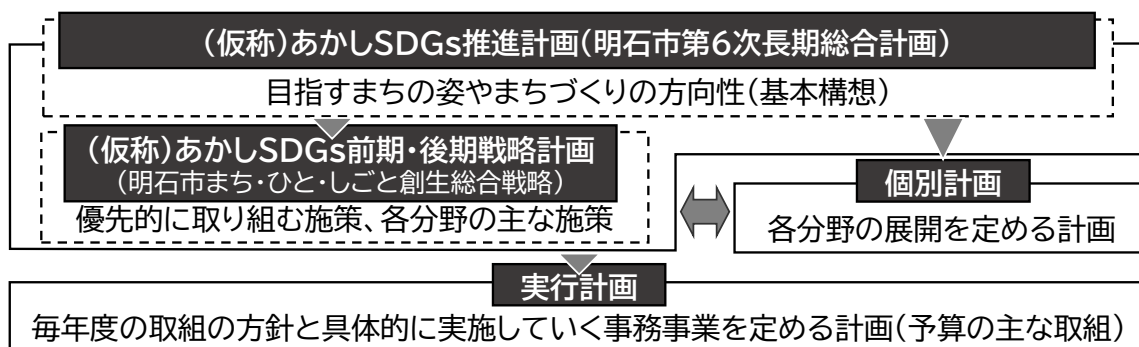 （仮称）あかしSDGs推進計画（明石市第6次長期総合計画）
目指すまちの姿やまちづくりの方向性（基本構想）
（仮称）あかしSDGs前期・後期戦略計画
（明石市まち・ひと・しごと創生総合戦略）
優先的に取り組む施策、各分野の主な施策
個別計画
各分野の展開を定める計画
実行計画
毎年度の取組の方針と具体的に実施していく事務事業を定める計画（予算の主な取組）